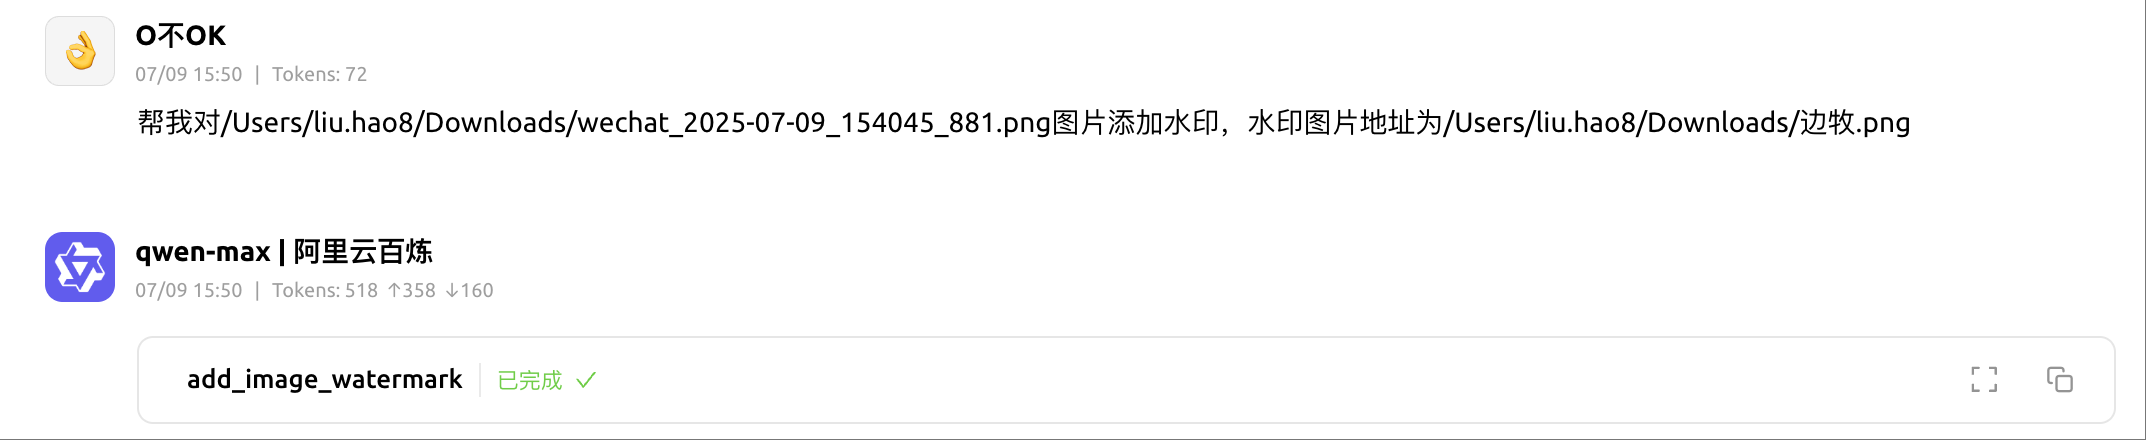 O不OK
07/09 15:50 | Tokens: 72
帮我对/Users/liu.hao8/Downloads/wechat_2025-07-09_154045_881.png图片添加水印，水印图片地址为/Users/liu.hao8/Downloads/边牧.png
qwen-max | 阿里云百炼
07/09 15:50 | Tokens: 518 ↑358 ↓160
add_image_watermark | 已完成 ✓